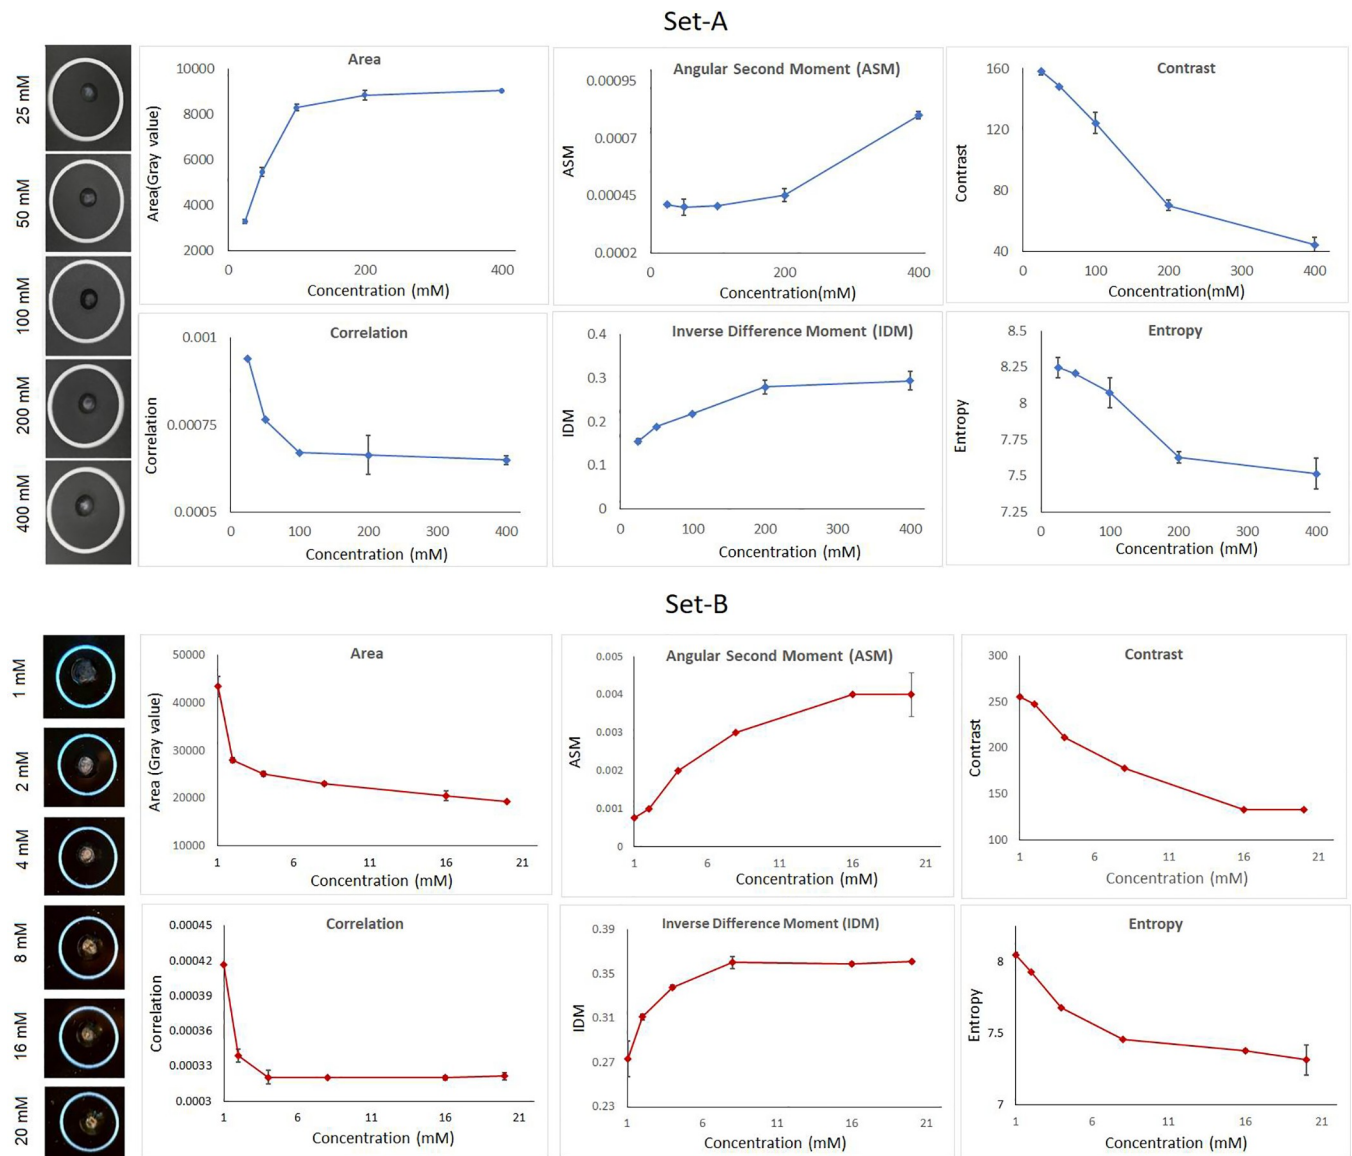 Set-A
25 mM
50 mM
100 mM
200 mM
400 mM
Area
10000
8000
6000
4000
2000
0
200
400
Area(Gray value)
Concentration (mM)
Angular Second Moment (ASM)
0.00095
0.0007
0.00045
0.0002
0
200
400
ASM
Concentration(mM)
Contrast
160
120
80
40
0
100
200
300
400
Contrast
Concentration(mM)
Correlation
0.001
0.00075
0.0005
0
100
200
300
400
Correlation
Concentration (mM)
Inverse Difference Moment (IDM)
0.4
0.3
0.2
0.1
0
0
100
200
300
400
IDM
Concentration (mM)
Entropy
8.5
8.25
8
7.75
7.5
7.25
0
100
200
300
400
Entropy
Concentration (mM)
Set-B
1 mM
2 mM
4 mM
8 mM
16 mM
20 mM
Area
50000
40000
30000
20000
10000
1
6
11
16
21
Area (Gray value)
Concentration (mM)
Angular Second Moment (ASM)
0.005
0.004
0.003
0.002
0.001
0
1
6
11
16
21
ASM
Concentration (mM)
Contrast
300
250
200
150
100
1
6
11
16
21
Contrast
Concentration (mM)
Correlation
0.00045
0.00042
0.00039
0.00036
0.00033
0.0003
1
6
11
16
21
Correlation
Concentration (mM)
Inverse Difference Moment (IDM)
0.39
0.35
0.31
0.27
0.23
1
6
11
16
21
IDM
Concentration (mM)
Entropy
8
7.5
7
1
6
11
16
21
Entropy
Concentration (mM)